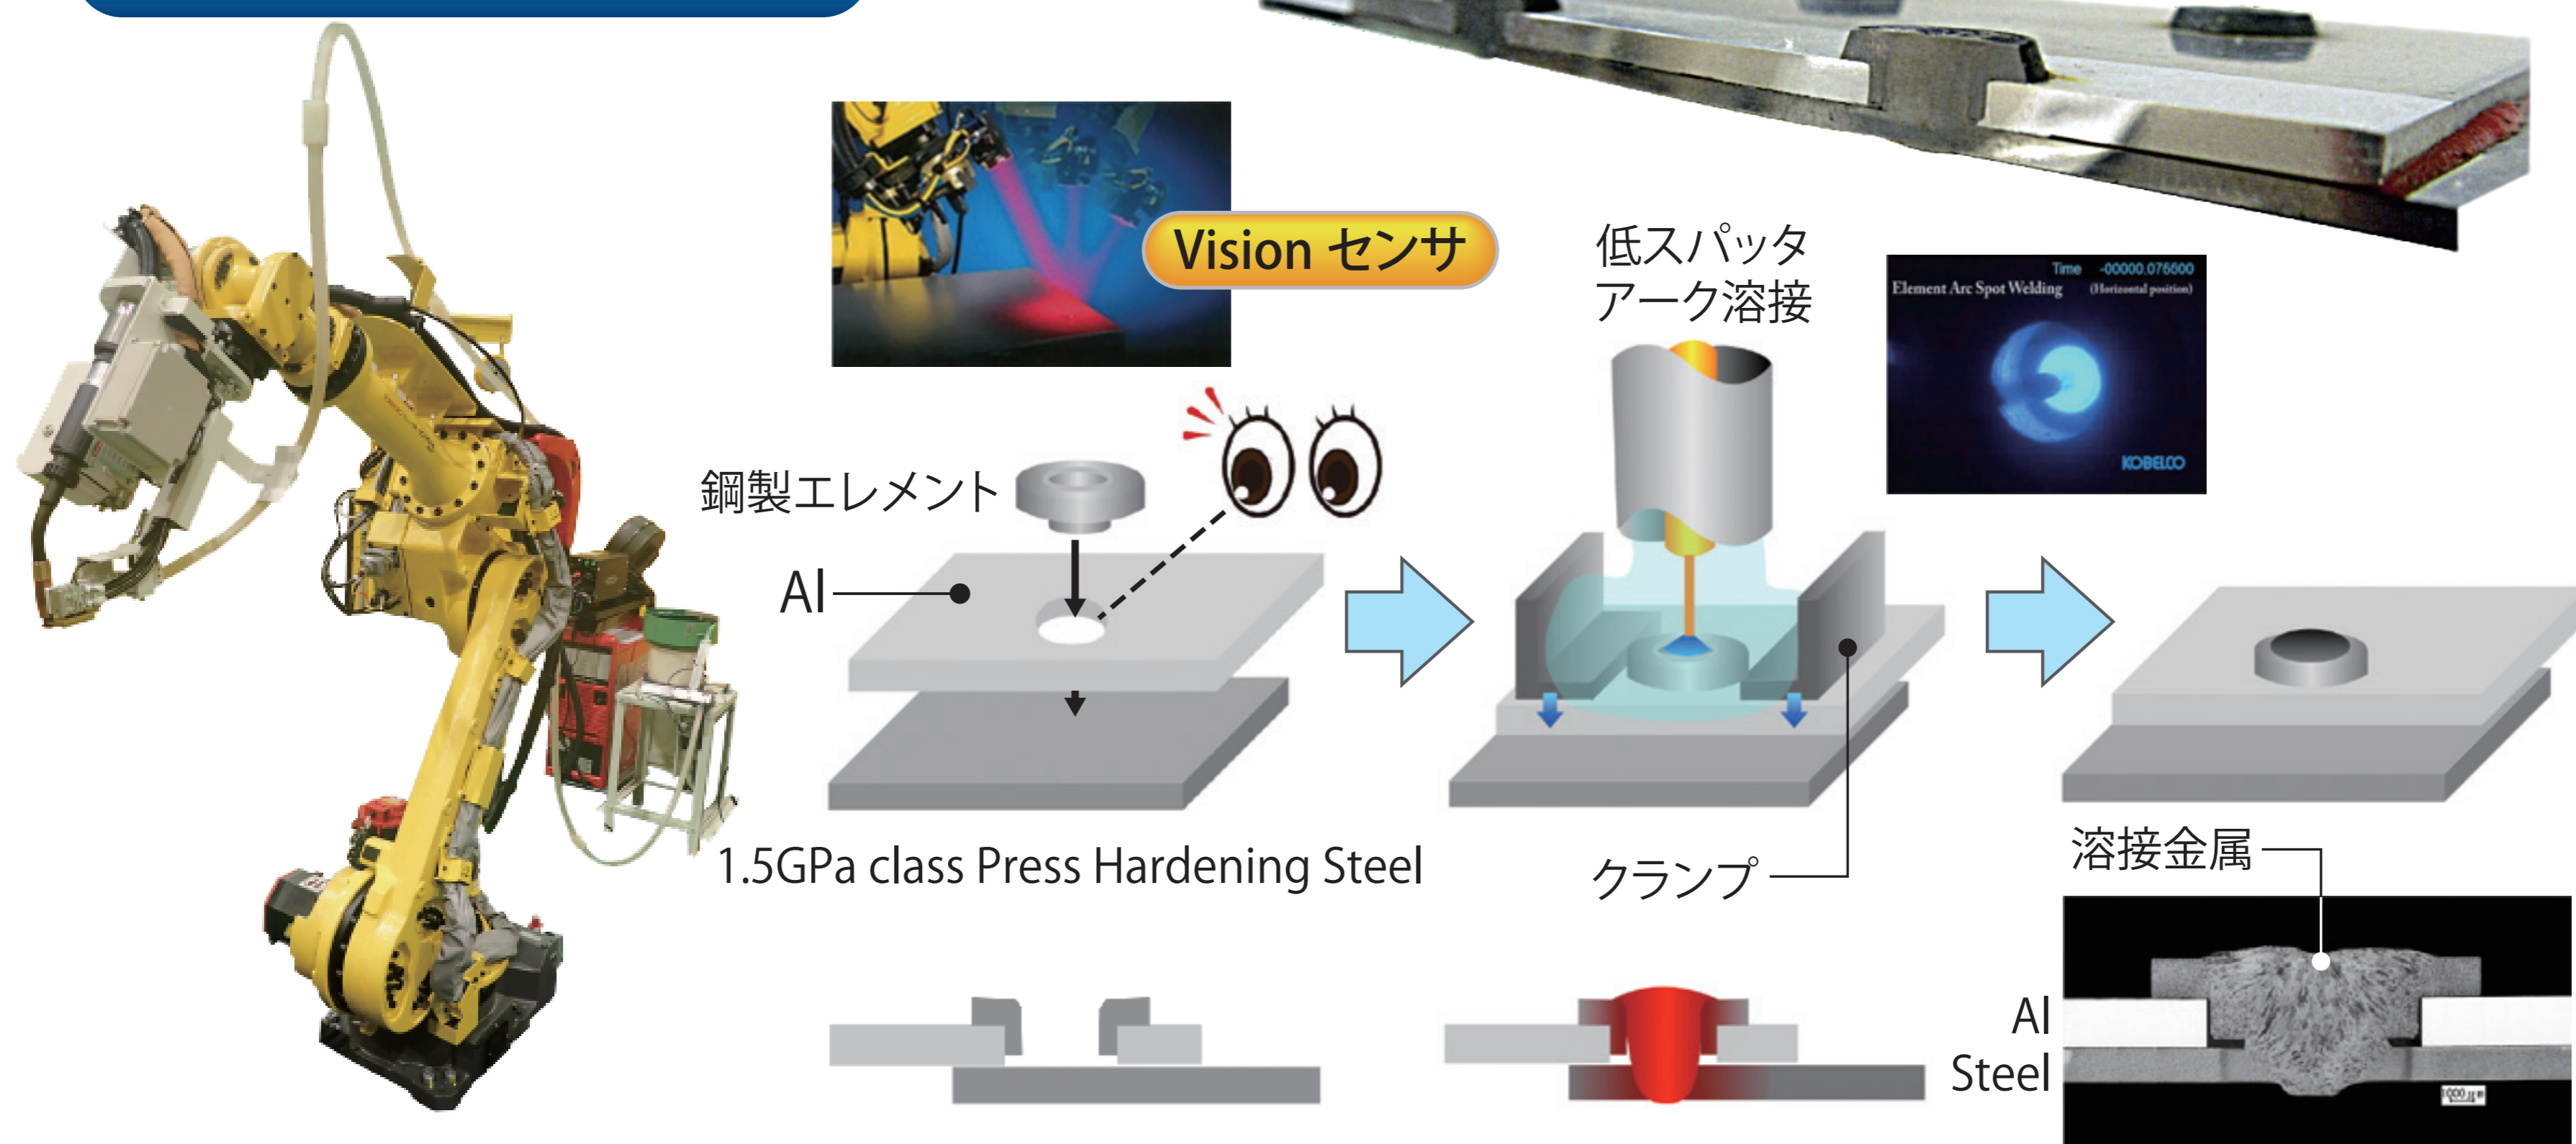 Vision センサ
低スパッタ
アーク溶接
Time -00000.076600
Element Arc Spot Welding (Horizontal position)
KOBELCO
鋼製エレメント
Al
1.5GPa class Press Hardening Steel
クランプ
溶接金属
Al
Steel
1000μm